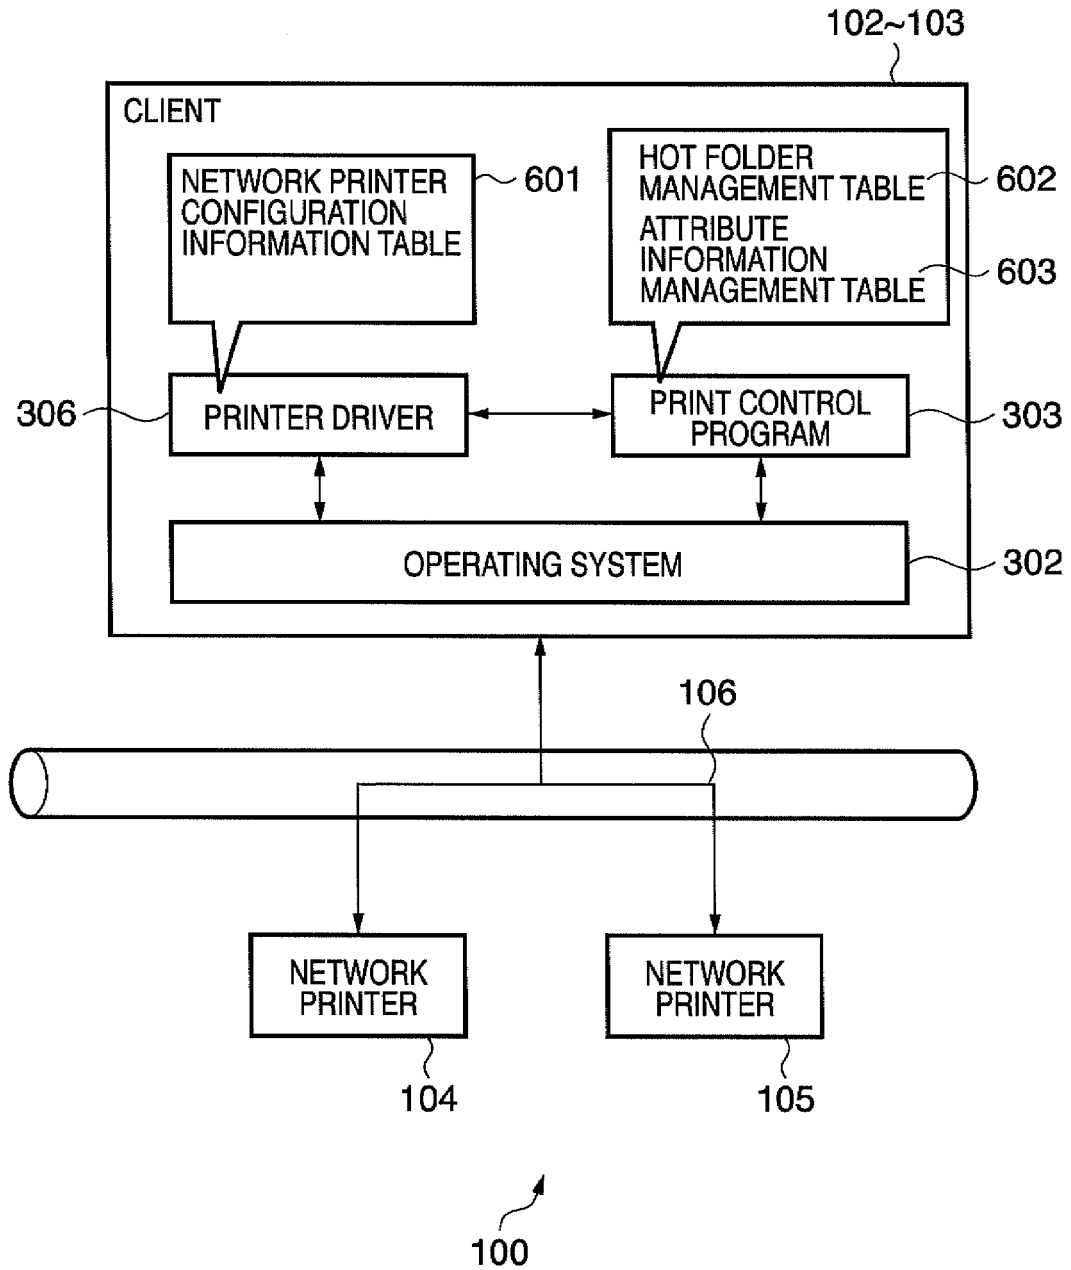 102~103
CLIENT
NETWORK PRINTER
CONFIGURATION
INFORMATION TABLE
601
HOT FOLDER
MANAGEMENT TABLE
602
ATTRIBUTE
INFORMATION
MANAGEMENT TABLE
603
306
PRINTER DRIVER
PRINT CONTROL
PROGRAM
303
OPERATING SYSTEM
302
106
NETWORK
PRINTER
NETWORK
PRINTER
104
105
100